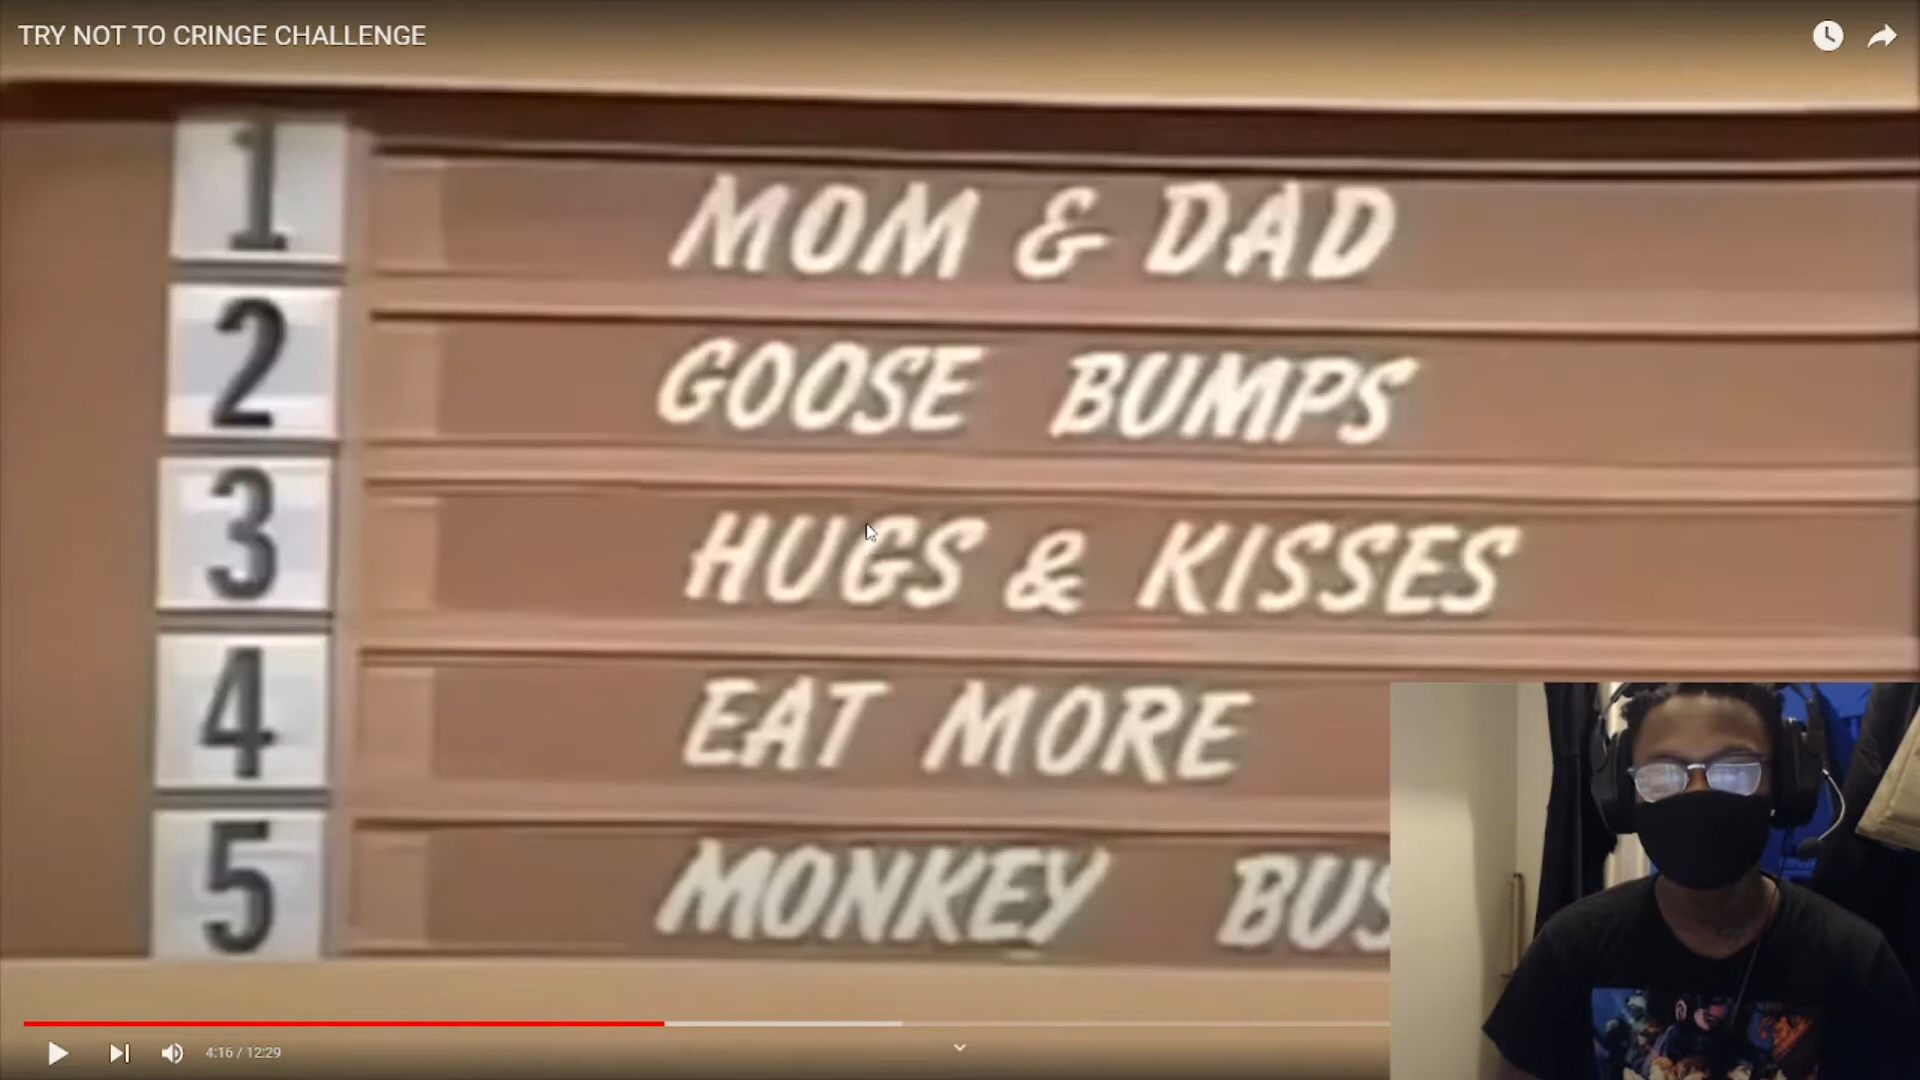 TRY NOT TO CRINGE CHALLENGE
1 MOM & DAD
2 GOOSE BUMPS
3 HUGS & KISSES
4 EAT MORE
5 MONKEY BUS
4:16 / 12:29